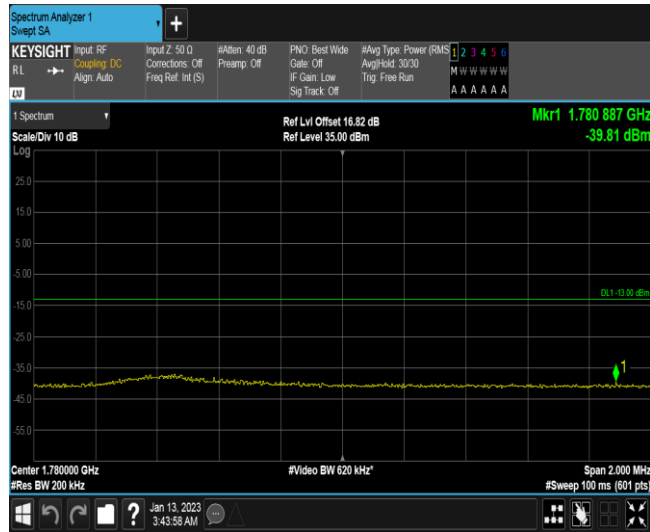 Spectrum Analyzer 1
Swept SA
+
KEYSIGHT Input: RF Input Z: 50 Ω #Atten: 40 dB PNO: Best Wide #Avg Type: Power (RMS 1 2 3 4 5 6
RL Coupling: DC Corrections: Off Preamp: Off Gate: Off Avg|Hold: 30/30 M W W W W W
Align: Auto Freq Ref: Int (S) IF Gain: Low Trig: Free Run
LXI Sig Track: Off A A A A A A
1 Spectrum Ref Lvl Offset 16.82 dB Mkr1 1.780 887 GHz
Scale/Div 10 dB Ref Level 35.00 dBm -39.81 dBm
Log
25.0
15.0
5.00
-5.00
DL1 -13.00 dBm
-15.0
-25.0
-35.0
1
-45.0
-55.0
Center 1.780000 GHz #Video BW 620 kHz* Span 2.000 MHz
#Res BW 200 kHz #Sweep 100 ms (601 pts)
? Jan 13, 2023
3:43:58 AM